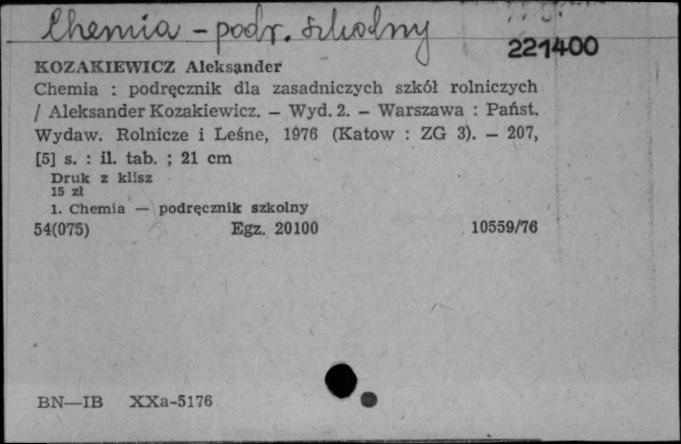 Chemia - podr. szkolny
221400
KOZAKIEWICZ Aleksander
Chemia : podręcznik dla zasadniczych szkół rolniczych
/ Aleksander Kozakiewicz. — Wyd. 2. — Warszawa : Państ.
Wydaw. Rolnicze i Leśne, 1976 (Katow : ZG 3). — 207,
[5] s. : il. tab. ; 21 cm
Druk z klisz
15 zł
1. Chemia — podręcznik szkolny
54(075) Egz. 20100 10559/76
BN—IB XXa-5176